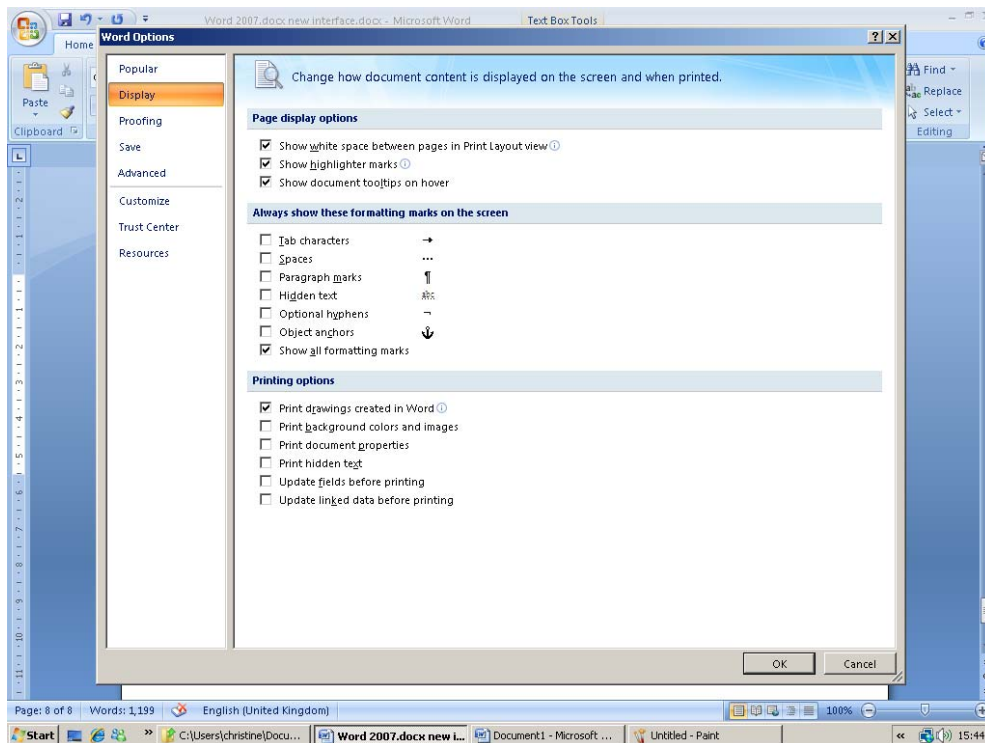 Word 2007.docx new interface.docx - Microsoft Word Text Box Tools
Word Options
Home
Paste
Clipboard
Find
Replace
Select
Editing
Popular
Display
Proofing
Save
Advanced
Customize
Trust Center
Resources
Change how document content is displayed on the screen and when printed.
Page display options
Show white space between pages in Print Layout view
Show highlighter marks
Show document tooltips on hover
Always show these formatting marks on the screen
Tab characters
Spaces
Paragraph marks ¶
Hidden text abc
Optional hyphens ¬
Object anchors
Show all formatting marks
Printing options
Print drawings created in Word
Print background colors and images
Print document properties
Print hidden text
Update fields before printing
Update linked data before printing
OK Cancel
Page: 8 of 8 Words: 1,199 English (United Kingdom) 100%
Start » C:\Users\christine\Docu... Word 2007.docx new i... Document1 - Microsoft ... Untitled - Paint « 15:44